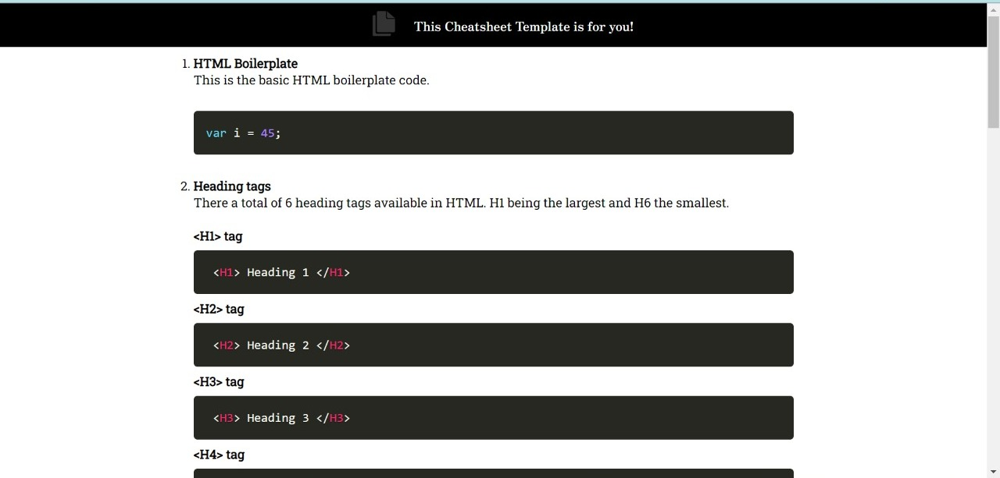 This Cheatsheet Template is for you!
1. HTML Boilerplate
This is the basic HTML boilerplate code.
var i = 45;
2. Heading tags
There a total of 6 heading tags available in HTML. H1 being the largest and H6 the smallest.
<H1> tag
<H1> Heading 1 </H1>
<H2> tag
<H2> Heading 2 </H2>
<H3> tag
<H3> Heading 3 </H3>
<H4> tag